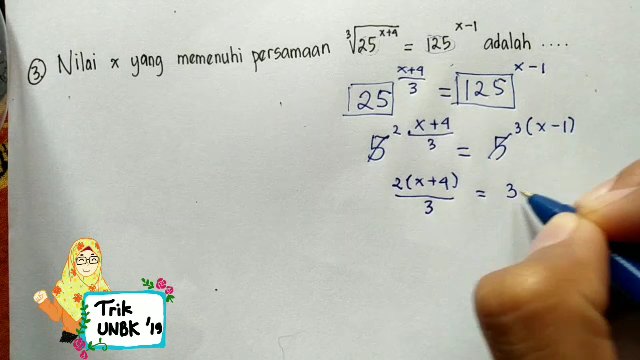 3. Nilai x yang memenuhi persamaan ∛25^(x+4) = 125^(x-1) adalah ....
25^((x+4)/3) = 125^(x-1)
5^(2·(x+4)/3) = 5^(3(x-1))
2(x+4)/3 = 3
Trik
UNBK '19